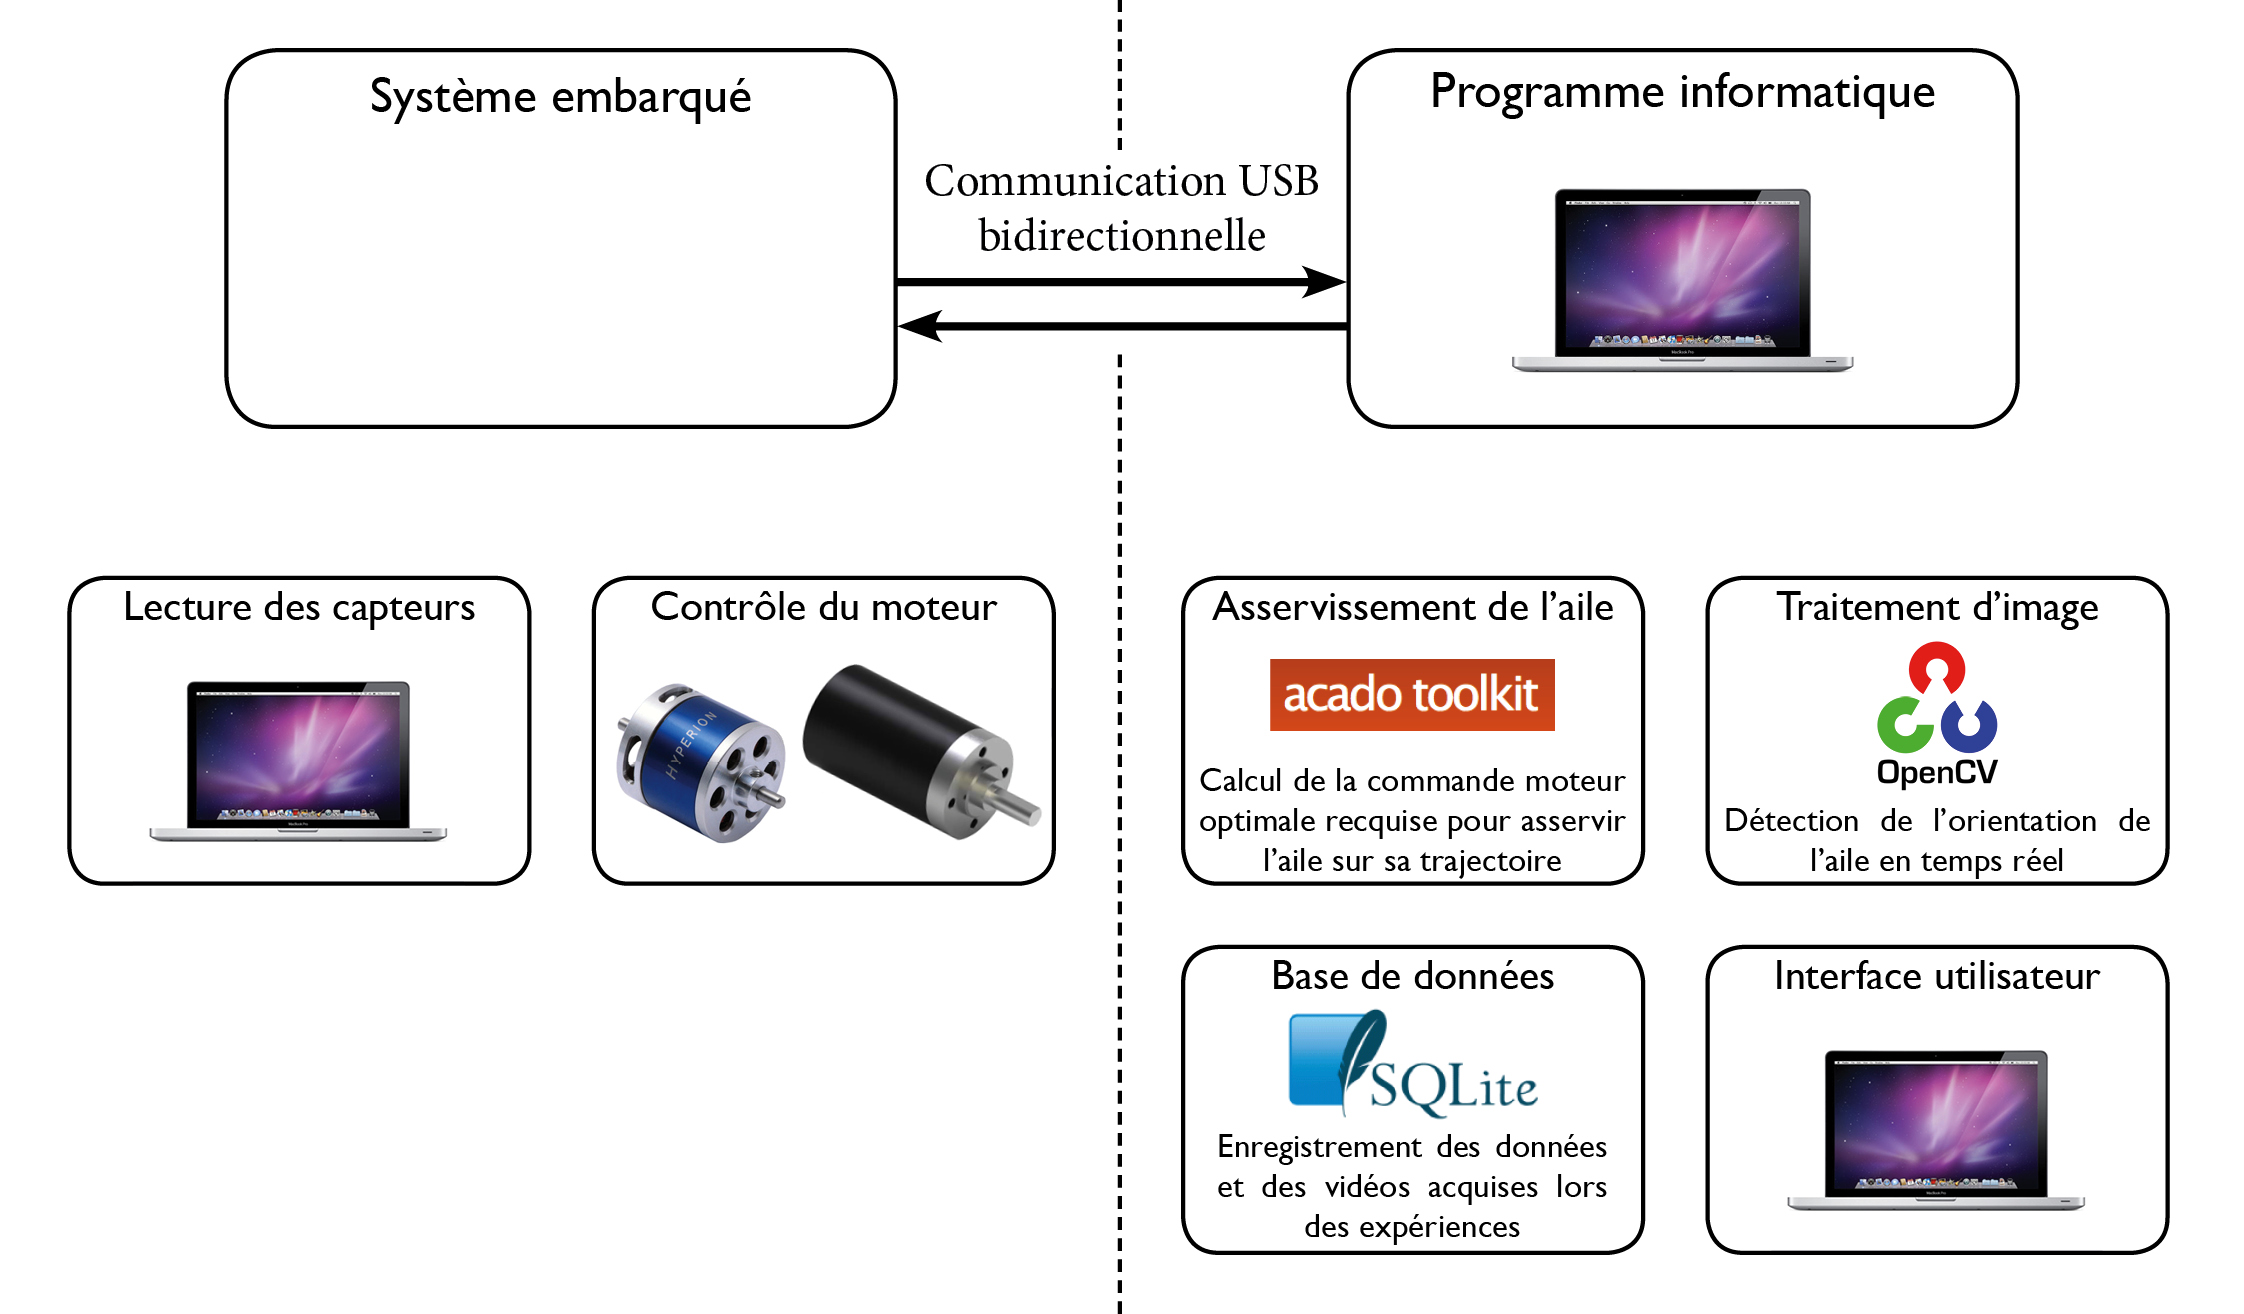 Système embarqué
Programme informatique
Communication USB
bidirectionnelle
Lecture des capteurs
Contrôle du moteur
HYPERION
Asservissement de l'aile
acado toolkit
Calcul de la commande moteur
optimale recquise pour asservir
l'aile sur sa trajectoire
Traitement d'image
OpenCV
Détection de l'orientation de
l'aile en temps réel
Base de données
SQLite
Enregistrement des données
et des vidéos acquises lors
des expériences
Interface utilisateur